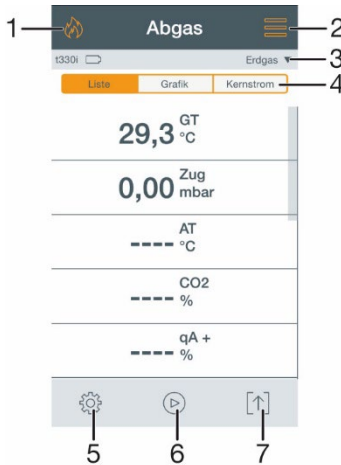 1 Abgas 2
t330i Erdgas ▼ 3
Liste Grafik Kernstrom 4
29,3 GT °C
0,00 Zug mbar
---- AT °C
---- CO2 %
---- qA + %
5 6 7